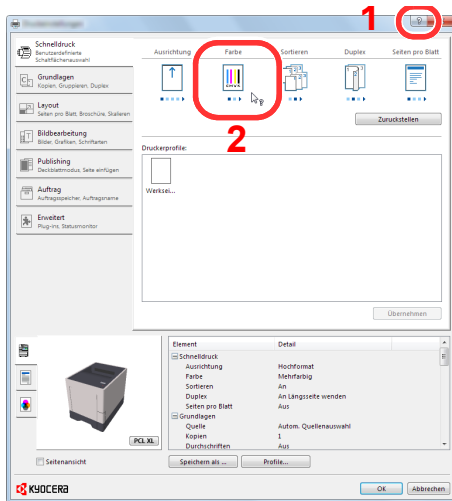 1
?
Schnelldruck
Benutzerdefinierte
Schaltflächenauswahl
Grundlagen
Kopien, Gruppieren, Duplex
Layout
Seiten pro Blatt, Broschüre, Skalieren
Bildbearbeitung
Bilder, Grafiken, Schriftarten
Publishing
Deckblattmodus, Seite einfügen
Auftrag
Auftragsspeicher, Auftragsname
Erweitert
Plug-ins, Statusmonitor
Ausrichtung Farbe Sortieren Duplex Seiten pro Blatt
CMYK
2
Zurückstellen
Druckerprofile:
Werksei...
Übernehmen
Element Detail
Schnelldruck
Ausrichtung Hochformat
Farbe Mehrfarbig
Sortieren An
Duplex An Längsseite wenden
Seiten pro Blatt Aus
Grundlagen
Quelle Autom. Quellenauswahl
Kopien 1
Durchschriften Aus
PCL XL
Seitenansicht
Speichern als ... Profile...
KYOCERA
OK Abbrechen